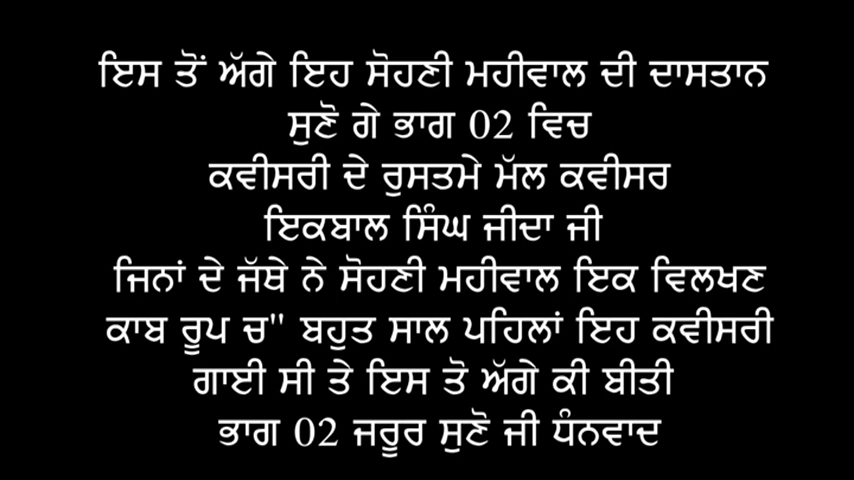 ਇਸ ਤੋਂ ਅੱਗੇ ਇਹ ਸੋਹਣੀ ਮਹੀਵਾਲ ਦੀ ਦਾਸਤਾਨ
ਸੁਣੋ ਗੇ ਭਾਗ 02 ਵਿਚ
ਕਵੀਸਰੀ ਦੇ ਰੁਸਤਮੇ ਮੱਲ ਕਵੀਸਰ
ਇਕਬਾਲ ਸਿੰਘ ਜੀਦਾ ਜੀ
ਜਿਨਾਂ ਦੇ ਜੱਥੇ ਨੇ ਸੋਹਣੀ ਮਹੀਵਾਲ ਇਕ ਵਿਲਖਣ
ਕਾਬ ਰੂਪ ਚ" ਬਹੁਤ ਸਾਲ ਪਹਿਲਾਂ ਇਹ ਕਵੀਸਰੀ
ਗਾਈ ਸੀ ਤੇ ਇਸ ਤੋ ਅੱਗੇ ਕੀ ਬੀਤੀ
ਭਾਗ 02 ਜਰੂਰ ਸੁਣੋ ਜੀ ਧੰਨਵਾਦ